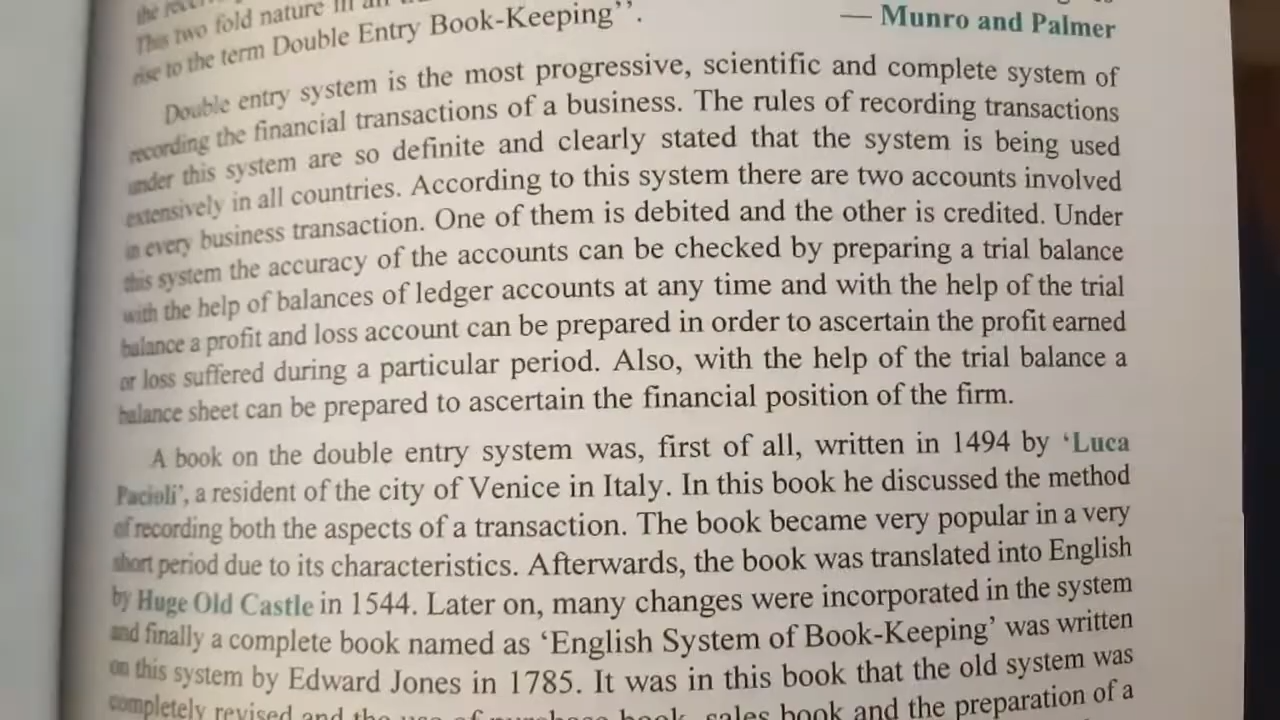 This two fold nature in an
rise to the term Double Entry Book-Keeping’’.
— Munro and Palmer
Double entry system is the most progressive, scientific and complete system of
recording the financial transactions of a business. The rules of recording transactions
under this system are so definite and clearly stated that the system is being used
extensively in all countries. According to this system there are two accounts involved
in every business transaction. One of them is debited and the other is credited. Under
this system the accuracy of the accounts can be checked by preparing a trial balance
with the help of balances of ledger accounts at any time and with the help of the trial
balance a profit and loss account can be prepared in order to ascertain the profit earned
or loss suffered during a particular period. Also, with the help of the trial balance a
balance sheet can be prepared to ascertain the financial position of the firm.
A book on the double entry system was, first of all, written in 1494 by ‘Luca
Pacioli’, a resident of the city of Venice in Italy. In this book he discussed the method
of recording both the aspects of a transaction. The book became very popular in a very
short period due to its characteristics. Afterwards, the book was translated into English
by Huge Old Castle in 1544. Later on, many changes were incorporated in the system
and finally a complete book named as ‘English System of Book-Keeping’ was written
on this system by Edward Jones in 1785. It was in this book that the old system was
completely revised and the use of purchase book, sales book and the preparation of a